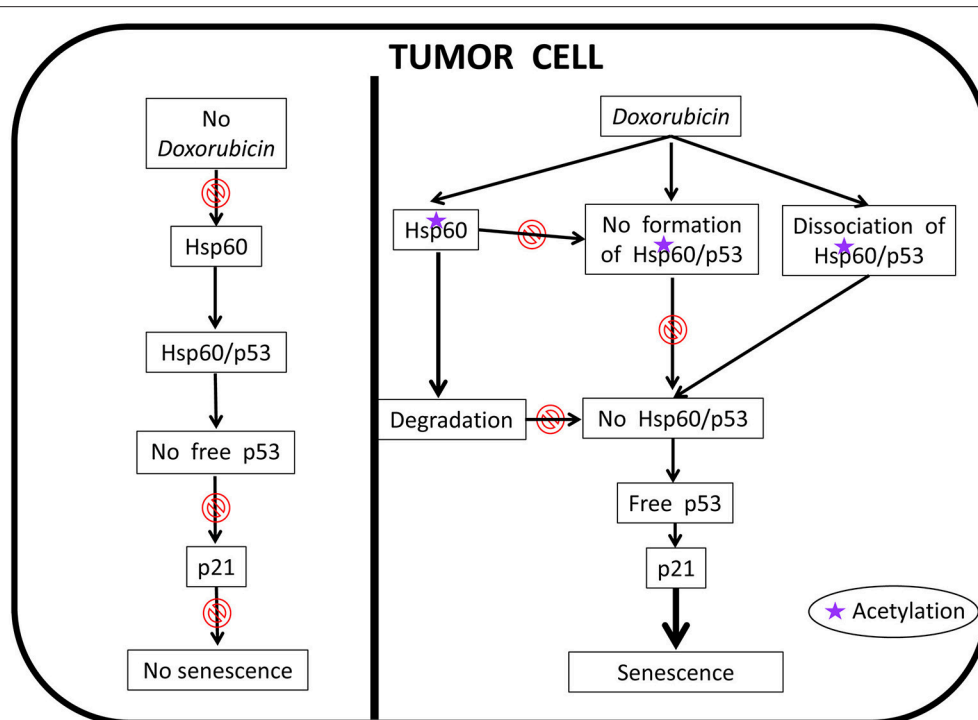 TUMOR CELL
No
Doxorubicin
Hsp60
Hsp60/p53
No free p53
p21
No senescence
Doxorubicin
Hsp60
No formation
of Hsp60/p53
Dissociation of
Hsp60/p53
Degradation
No Hsp60/p53
Free p53
p21
Senescence
Acetylation